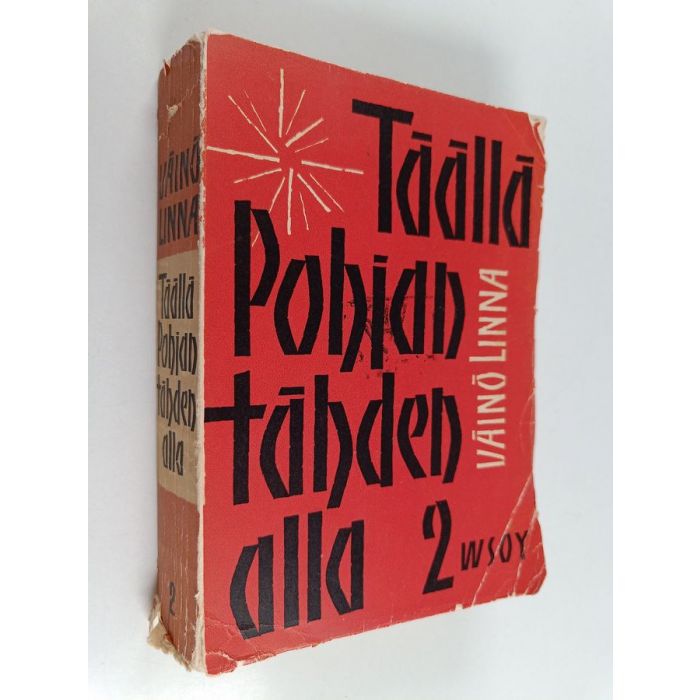 Täällä
Pohjan
tähden
alla 2
VÄINÖ LINNA
WSOY
VÄINÖ
LINNA
Täällä
Pohjan
tähden
alla
2